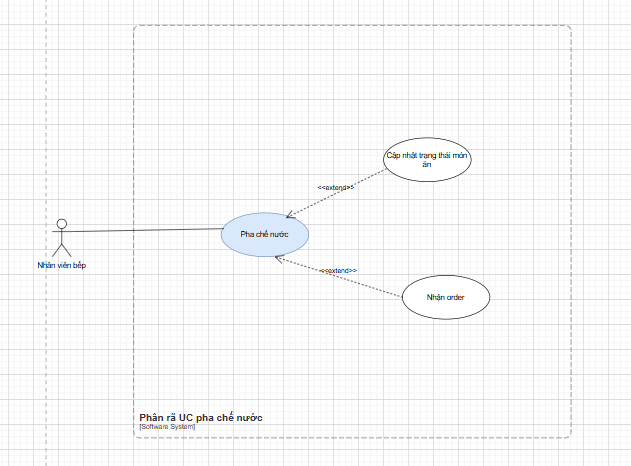 Cập nhật trạng thái món
ăn
<<extend>>
Pha chế nước
Nhân viên bếp
<<extend>>
Nhận order
Phân rã UC pha chế nước
[Software System]